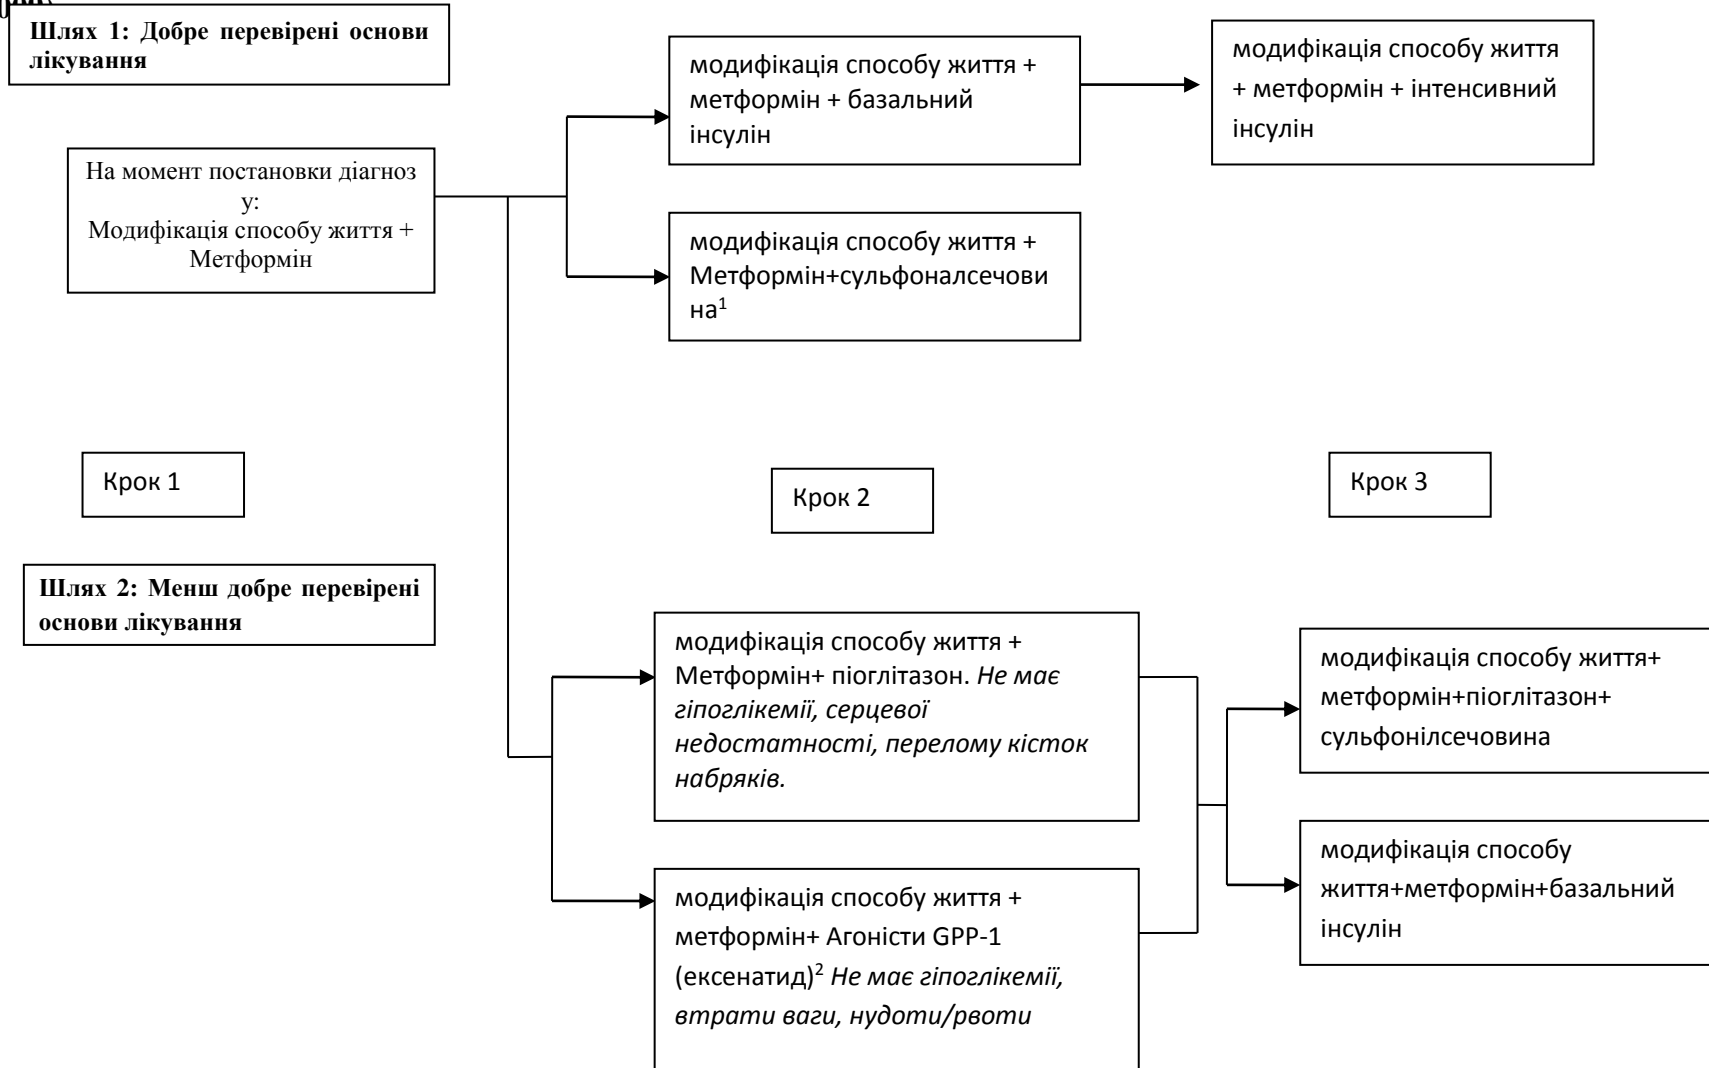 Шлях 1: Добре перевірені основи
лікування
модифікація способу життя +
метформін + базальний
інсулін
модифікація способу життя
+ метформін + інтенсивний
інсулін
На момент постановки діагноз
у:
Модифікація способу життя +
Метформін
модифікація способу життя +
Метформін+сульфоналсечови
на¹
Крок 1
Крок 2
Крок 3
Шлях 2: Менш добре перевірені
основи лікування
модифікація способу життя +
Метформін+ піоглітазон. Не має
гіпоглікемії, серцевої
недостатності, перелому кісток
набряків.
модифікація способу життя+
метформін+піоглітазон+
сульфонілсечовина
модифікація способу життя +
метформін+ Агоністи GPP-1
(ексенатид)² Не має гіпоглікемії,
втрати ваги, нудоти/рвоти
модифікація способу
життя+метформін+базальний
інсулін